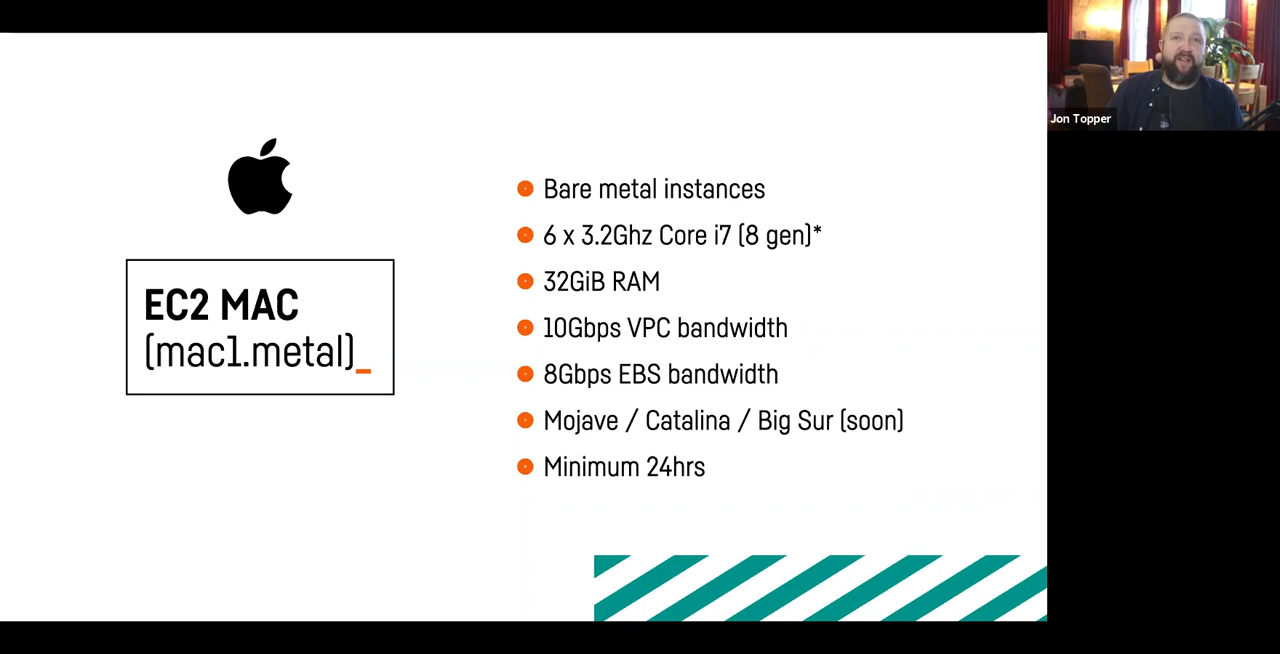 EC2 MAC
(mac1.metal)_
Bare metal instances
6 x 3.2Ghz Core i7 (8 gen)*
32GiB RAM
10Gbps VPC bandwidth
8Gbps EBS bandwidth
Mojave / Catalina / Big Sur (soon)
Minimum 24hrs
Jon Topper